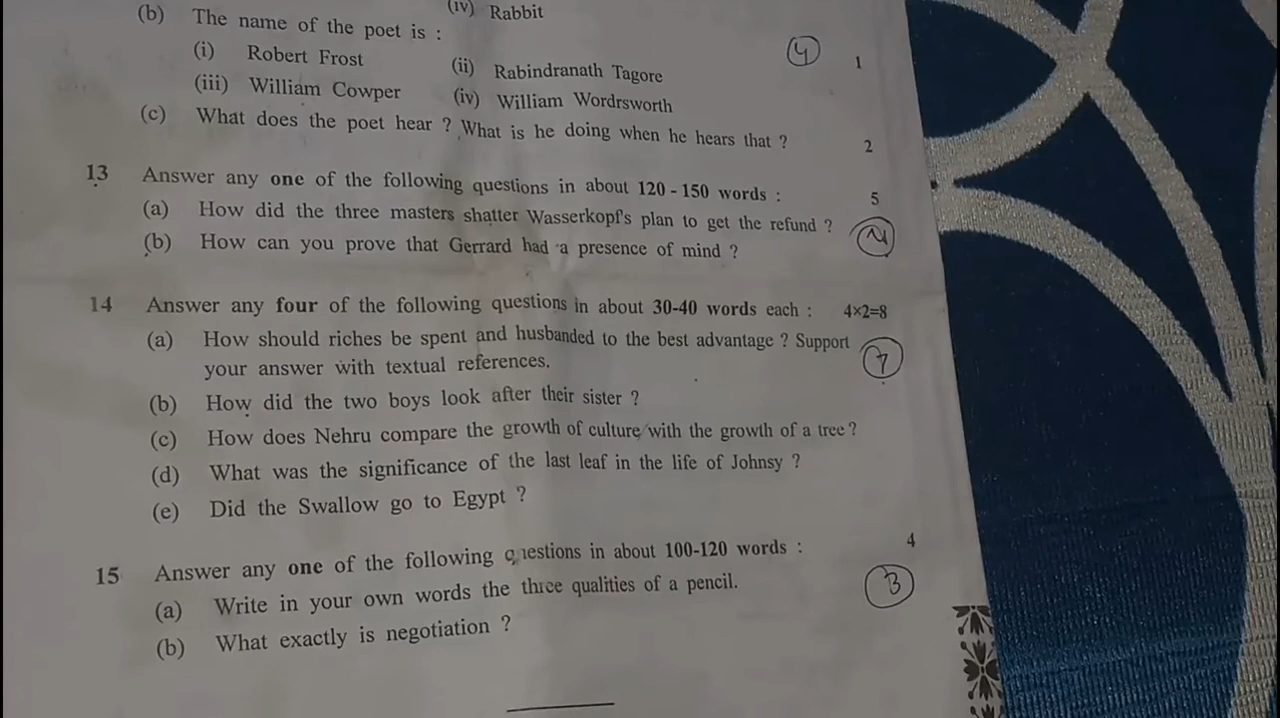 (iv) Rabbit
(b) The name of the poet is :
(i) Robert Frost (ii) Rabindranath Tagore 1
(iii) William Cowper (iv) William Wordrsworth
(c) What does the poet hear ? What is he doing when he hears that ? 2
13 Answer any one of the following questions in about 120 - 150 words : 5
(a) How did the three masters shatter Wasserkopf's plan to get the refund ?
(b) How can you prove that Gerrard had a presence of mind ?
14 Answer any four of the following questions in about 30-40 words each : 4×2=8
(a) How should riches be spent and husbanded to the best advantage ? Support
your answer with textual references.
7
(b) How did the two boys look after their sister ?
(c) How does Nehru compare the growth of culture with the growth of a tree ?
(d) What was the significance of the last leaf in the life of Johnsy ?
(e) Did the Swallow go to Egypt ?
15 Answer any one of the following questions in about 100-120 words : 4
(a) Write in your own words the three qualities of a pencil.
3
(b) What exactly is negotiation ?